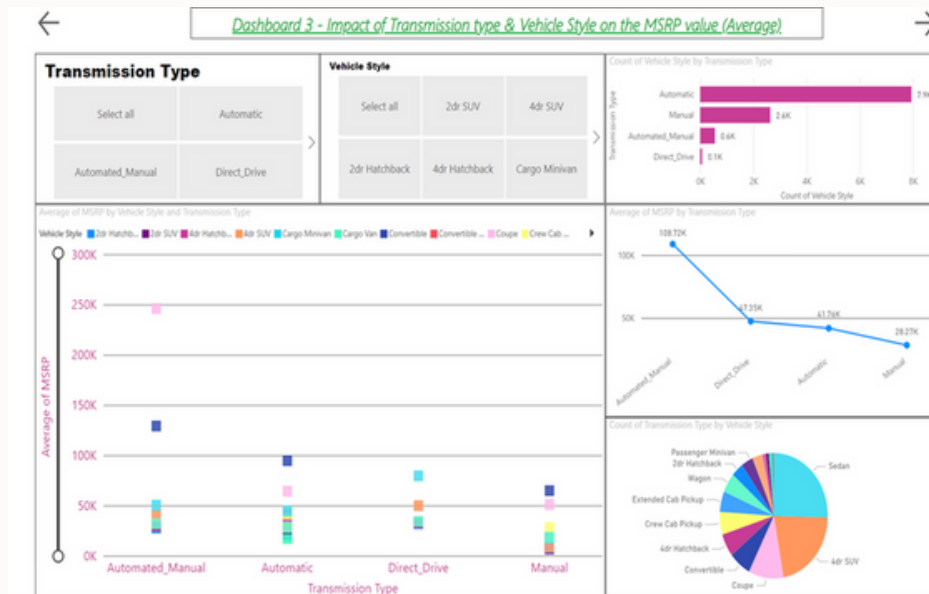 Dashboard 3 - Impact of Transmission type & Vehicle Style on the MSRP value (Average)
Transmission Type
Select all
Automatic
Automated_Manual
Direct_Drive
Vehicle Style
Select all
2dr SUV
4dr SUV
2dr Hatchback
4dr Hatchback
Cargo Minivan
Count of Vehicle Style by Transmission Type
Transmission Type
Automatic
7.9K
Manual
2.6K
Automated_Manual
0.6K
Direct_Drive
0.1K
0K
2K
4K
6K
8K
Count of Vehicle Style
Average of MSRP by Vehicle Style and Transmission Type
Vehicle Style
2dr Hatchb...
2dr SUV
4dr Hatchb...
4dr SUV
Cargo Minivan
Cargo Van
Convertible
Convertible ...
Coupe
Crew Cab ...
Average of MSRP
300K
250K
200K
150K
100K
50K
0K
Automated_Manual
Automatic
Direct_Drive
Manual
Transmission Type
Average of MSRP by Transmission Type
100K
50K
108.72K
47.35K
41.76K
28.27K
Automated_Manual
Direct_Drive
Automatic
Manual
Count of Transmission Type by Vehicle Style
Passenger Minivan
2dr Hatchback
Wagon
Extended Cab Pickup
Crew Cab Pickup
4dr Hatchback
Convertible
Coupe
4dr SUV
Sedan